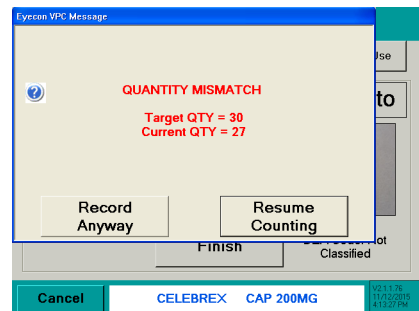 Eyecon VPC Message
Use
QUANTITY MISMATCH
to
Target QTY = 30
Current QTY = 27
Record
Anyway
Resume
Counting
Finish
Classified
Cancel
CELEBREX CAP 200MG
V2.1.1.76
11/12/2015
4:13:27 PM